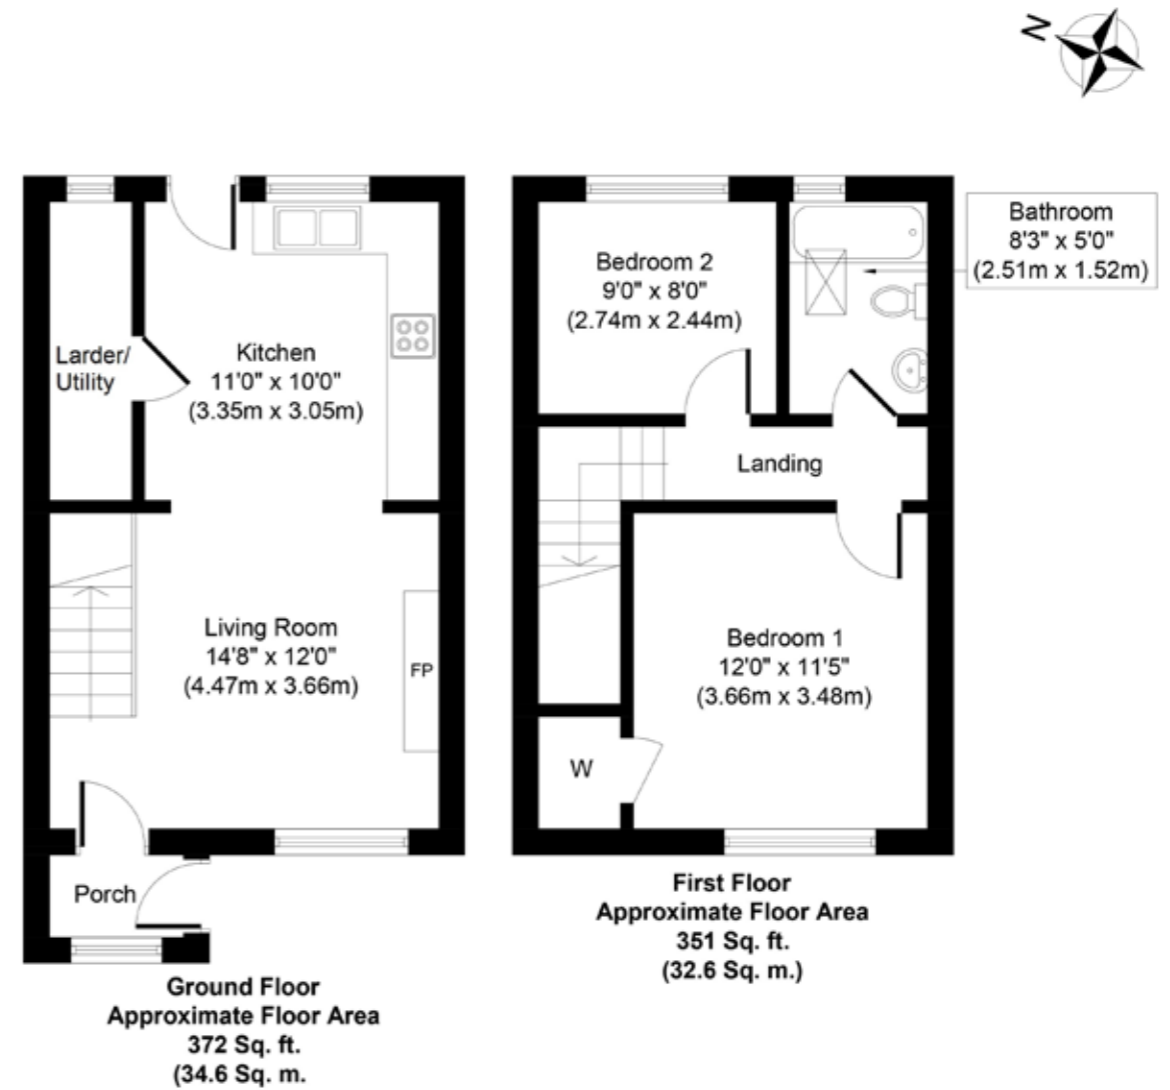 N
Larder/
Utility
Kitchen
11'0" x 10'0"
(3.35m x 3.05m)
Living Room
14'8" x 12'0"
(4.47m x 3.66m)
FP
Porch
Ground Floor
Approximate Floor Area
372 Sq. ft.
(34.6 Sq. m.
Bedroom 2
9'0" x 8'0"
(2.74m x 2.44m)
Bathroom
8'3" x 5'0"
(2.51m x 1.52m)
Landing
Bedroom 1
12'0" x 11'5"
(3.66m x 3.48m)
W
First Floor
Approximate Floor Area
351 Sq. ft.
(32.6 Sq. m.)